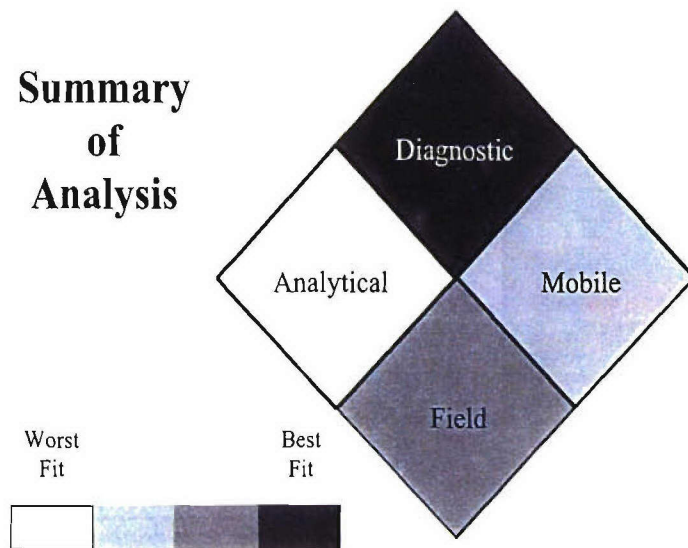 Summary
of
Analysis
Diagnostic
Analytical
Mobile
Field
Worst
Fit
Best
Fit